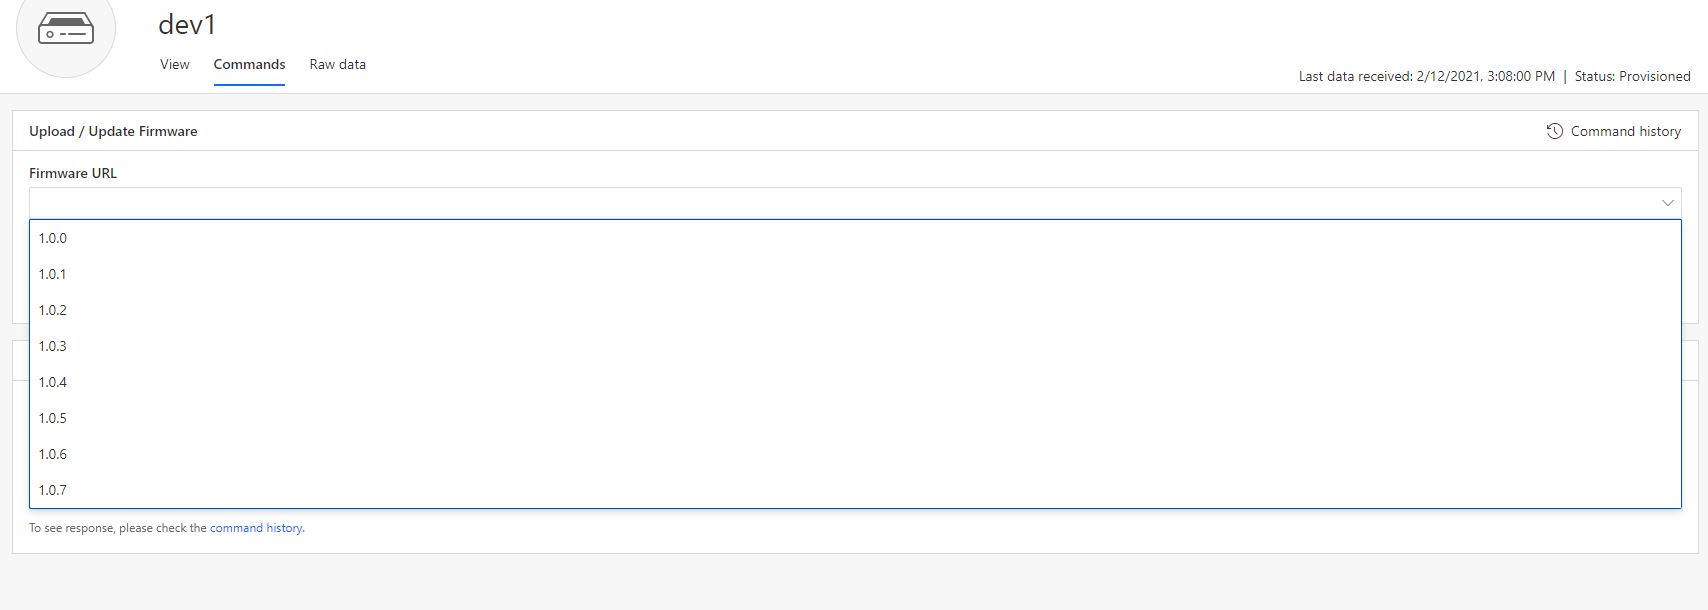 dev1
View Commands Raw data
Last data received: 2/12/2021, 3:08:00 PM | Status: Provisioned
Upload / Update Firmware
Command history
Firmware URL
1.0.0
1.0.1
1.0.2
1.0.3
1.0.4
1.0.5
1.0.6
1.0.7
To see response, please check the command history.